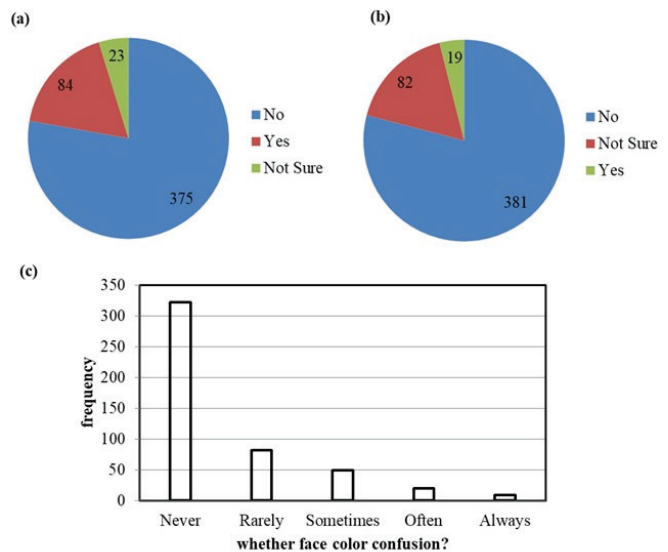 (a)
23
84
375
No
Yes
Not Sure
(b)
19
82
381
No
Not Sure
Yes
(c)
350
300
250
200
150
100
50
0
frequency
Never Rarely Sometimes Often Always
whether face color confusion?